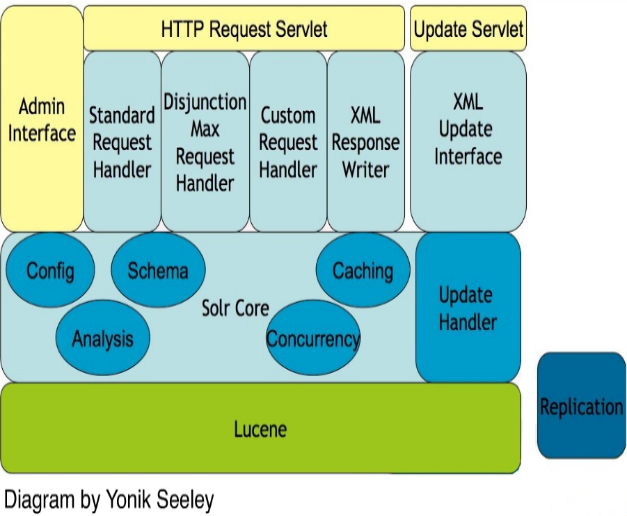 HTTP Request Servlet
Update Servlet
Admin
Interface
Standard
Request
Handler
Disjunction
Max
Request
Handler
Custom
Request
Handler
XML
Response
Writer
XML
Update
Interface
Config
Schema
Caching
Solr Core
Analysis
Concurrency
Update
Handler
Replication
Lucene
Diagram by Yonik Seeley